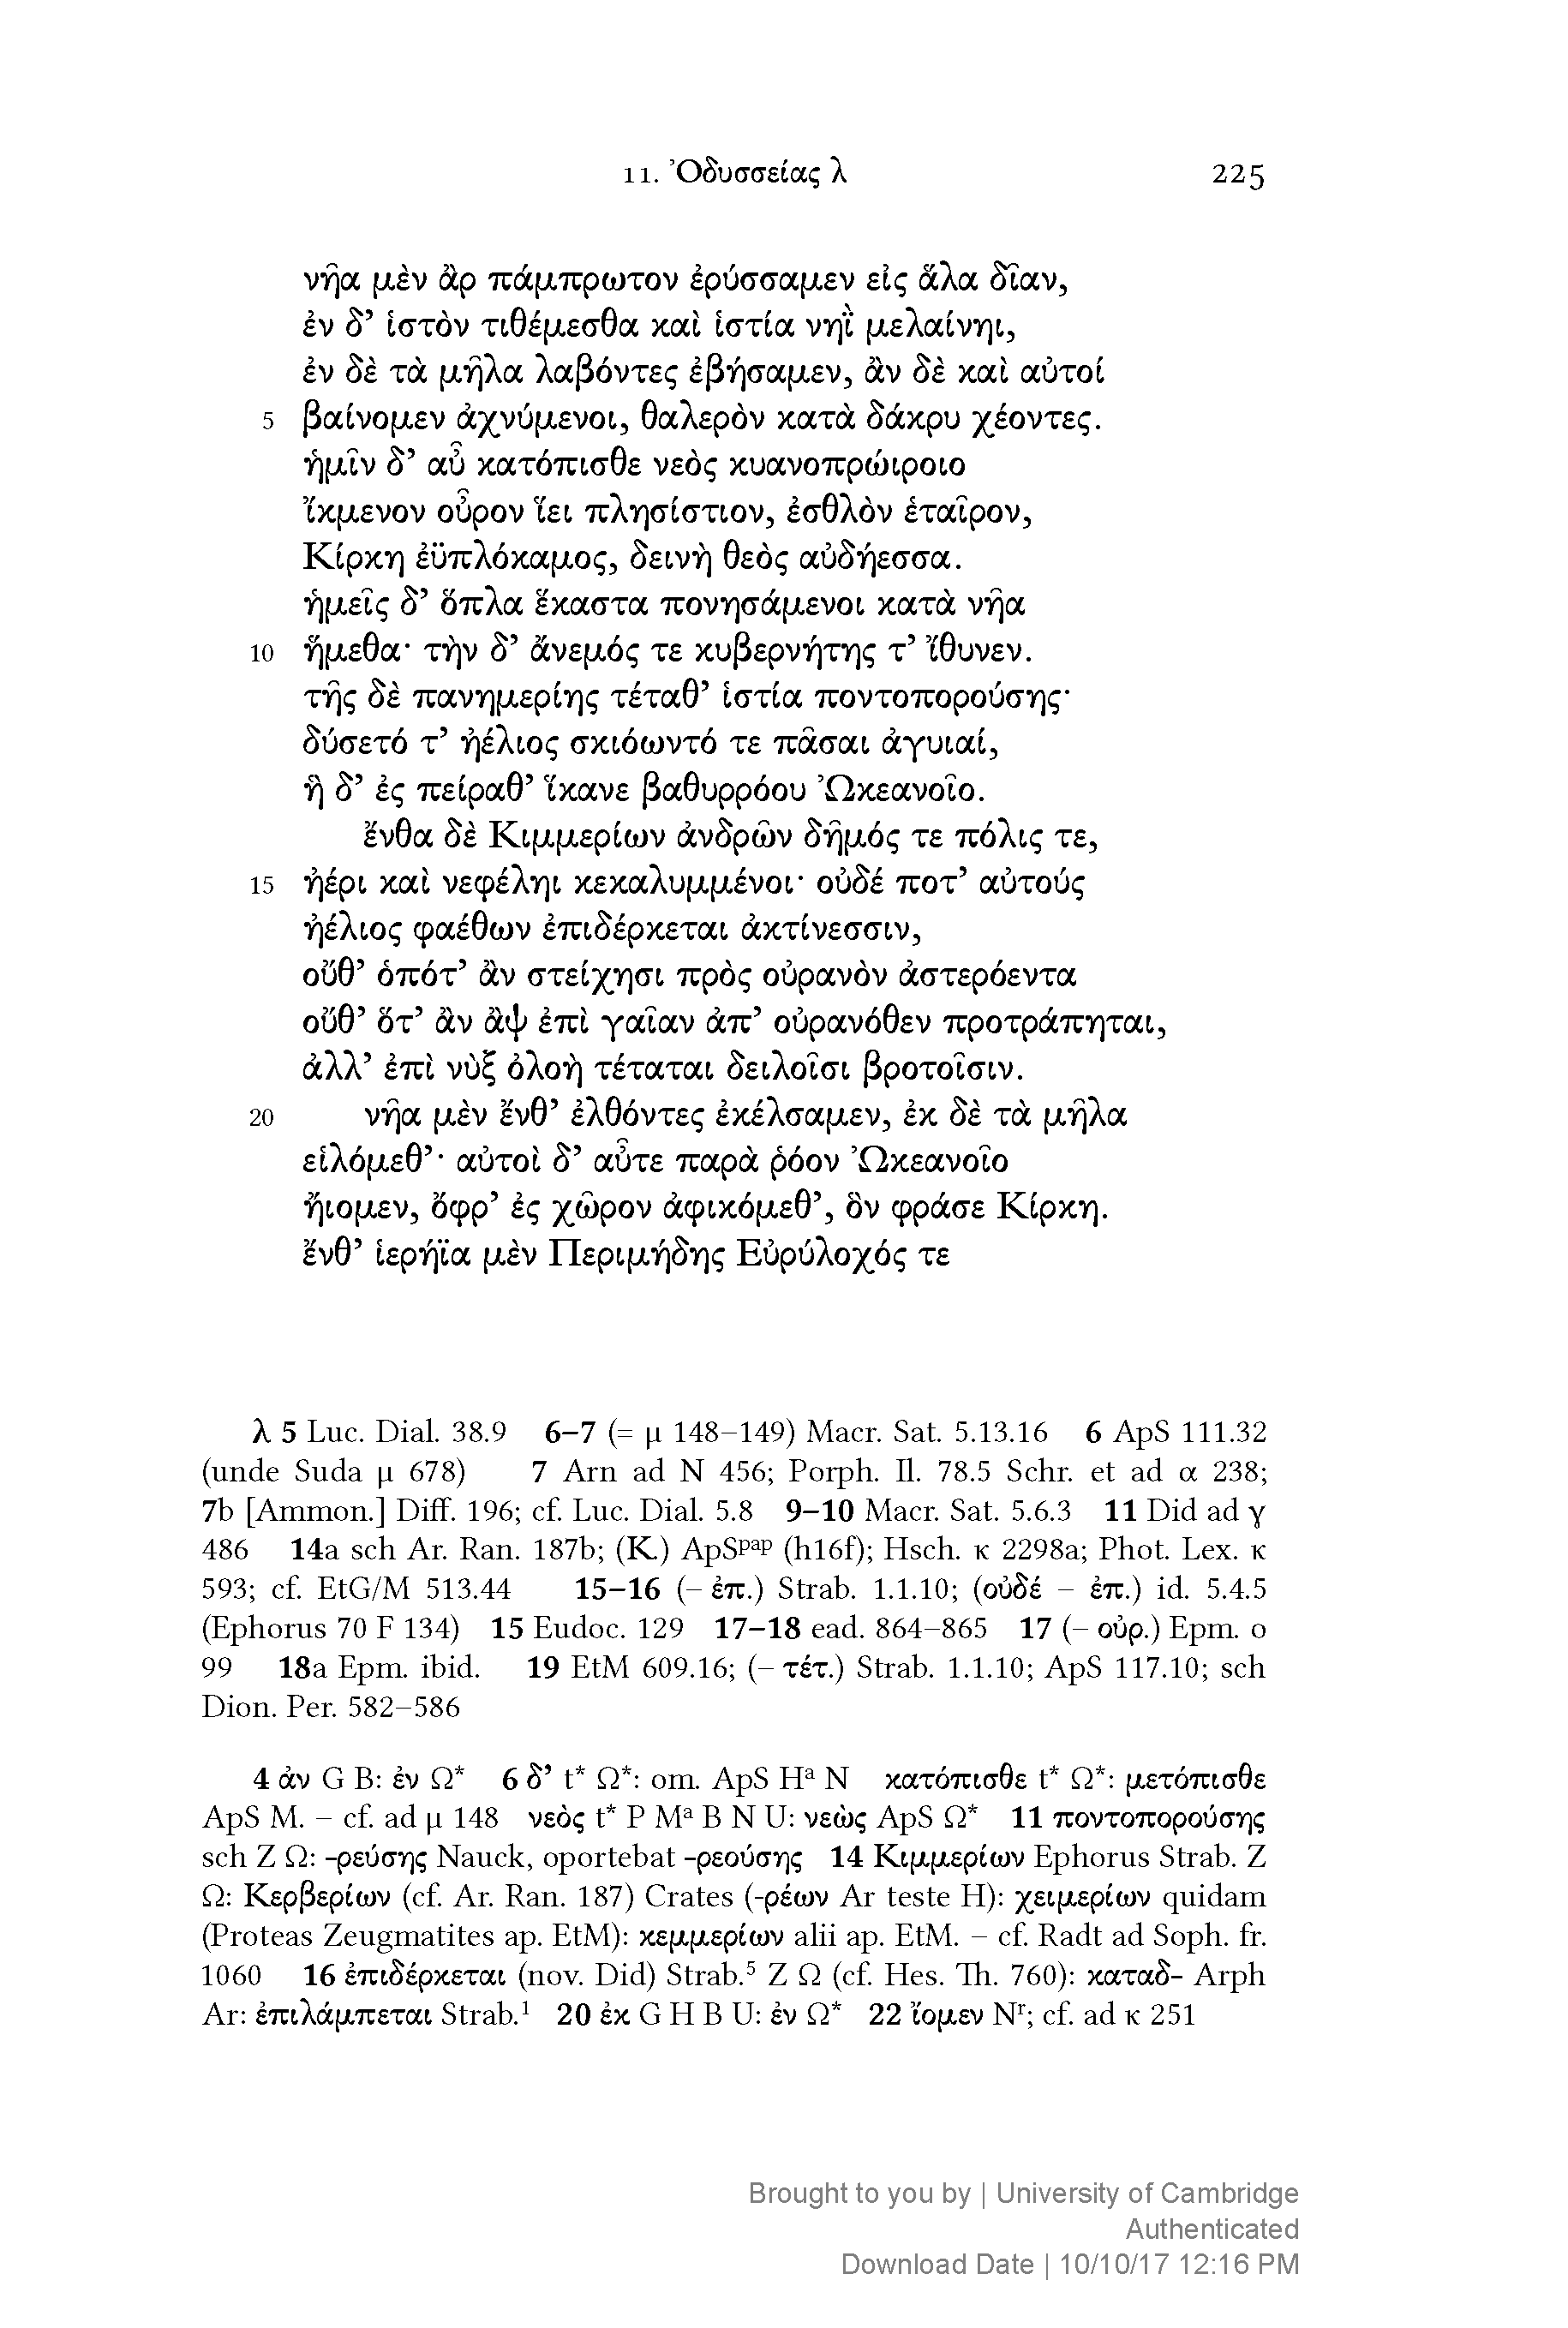 11. Ὀδυσσείας λ 225
νῆα μὲν ἂρ πάμπρωτον ἐρύσσαμεν εἰς ἅλα δῖαν,
ἐν δ’ ἱστὸν τιθέμεσθα καὶ ἱστία νηῒ μελαίνηι,
ἐν δὲ τὰ μῆλα λαβόντες ἐβήσαμεν, ἂν δὲ καὶ αὐτοί
5 βαίνομεν ἀχνύμενοι, θαλερὸν κατὰ δάκρυ χέοντες.
ἡμῖν δ’ αὖ κατόπισθε νεὸς κυανοπρώιροιο
ἴκμενον οὖρον ἵει πλησίστιον, ἐσθλὸν ἑταῖρον,
Κίρκη ἐϋπλόκαμος, δεινὴ θεὸς αὐδήεσσα.
ἡμεῖς δ’ ὅπλα ἕκαστα πονησάμενοι κατὰ νῆα
10 ἥμεθα· τὴν δ’ ἄνεμός τε κυβερνήτης τ’ ἴθυνεν.
τῆς δὲ πανημερίης τέταθ’ ἱστία ποντοπορούσης·
δύσετό τ’ ἠέλιος σκιόωντό τε πᾶσαι ἀγυιαί,
ἣ δ’ ἐς πείραθ’ ἵκανε βαθυρρόου Ὠκεανοῖο.
ἔνθα δὲ Κιμμερίων ἀνδρῶν δῆμός τε πόλις τε,
15 ἠέρι καὶ νεφέληι κεκαλυμμένοι· οὐδέ ποτ’ αὐτούς
ἠέλιος φαέθων ἐπιδέρκεται ἀκτίνεσσιν,
οὔθ’ ὁπότ’ ἂν στείχησι πρὸς οὐρανὸν ἀστερόεντα
οὔθ’ ὅτ’ ἂν ἂψ ἐπὶ γαῖαν ἀπ’ οὐρανόθεν προτράπηται,
ἀλλ’ ἐπὶ νὺξ ὀλοὴ τέταται δειλοῖσι βροτοῖσιν.
20 νῆα μὲν ἔνθ’ ἐλθόντες ἐκέλσαμεν, ἐκ δὲ τὰ μῆλα
εἱλόμεθ’· αὐτοὶ δ’ αὖτε παρὰ ῥόον Ὠκεανοῖο
ἤιομεν, ὄφρ’ ἐς χῶρον ἀφικόμεθ’, ὃν φράσε Κίρκη.
ἔνθ’ ἱερήϊα μὲν Περιμήδης Εὐρύλοχός τε
λ 5 Luc. Dial. 38.9 6–7 (= μ 148–149) Macr. Sat. 5.13.16 6 ApS 111.32
(unde Suda μ 678) 7 Arn ad N 456; Porph. Il. 78.5 Schr. et ad α 238;
7b [Ammon.] Diff. 196; cf. Luc. Dial. 5.8 9–10 Macr. Sat. 5.6.3 11 Did ad γ
486 14a sch Ar. Ran. 187b; (K.) ApSᵖᵃᵖ (h16f); Hsch. κ 2298a; Phot. Lex. κ
593; cf. EtG/M 513.44 15–16 (– ἐπ.) Strab. 1.1.10; (οὐδέ – ἐπ.) id. 5.4.5
(Ephorus 70 F 134) 15 Eudoc. 129 17–18 ead. 864–865 17 (– οὐρ.) Epm. o
99 18a Epm. ibid. 19 EtM 609.16; (– τέτ.) Strab. 1.1.10; ApS 117.10; sch
Dion. Per. 582–586
4 ἀν G B: ἐν Ω* 6 δ’ t* Ω*: om. ApS Hᵃ N κατόπισθε t* Ω*: μετόπισθε
ApS M. – cf. ad μ 148 νεὸς t* P Mᵃ B N U: νεὼς ApS Ω* 11 ποντοπορούσης
sch Z Ω: -ρεύσης Nauck, oportebat -ρεούσης 14 Κιμμερίων Ephorus Strab. Z
Ω: Κερβερίων (cf. Ar. Ran. 187) Crates (-ρέων Ar teste H): χειμερίων quidam
(Proteas Zeugmatites ap. EtM): κεμμερίων alii ap. EtM. – cf. Radt ad Soph. fr.
1060 16 ἐπιδέρκεται (nov. Did) Strab.⁵ Z Ω (cf. Hes. Th. 760): καταδ- Arph
Ar: ἐπιλάμπεται Strab.¹ 20 ἐκ G H B U: ἐν Ω* 22 ἴομεν Nʳ; cf. ad κ 251
Brought to you by | University of Cambridge
Authenticated
Download Date | 10/10/17 12:16 PM